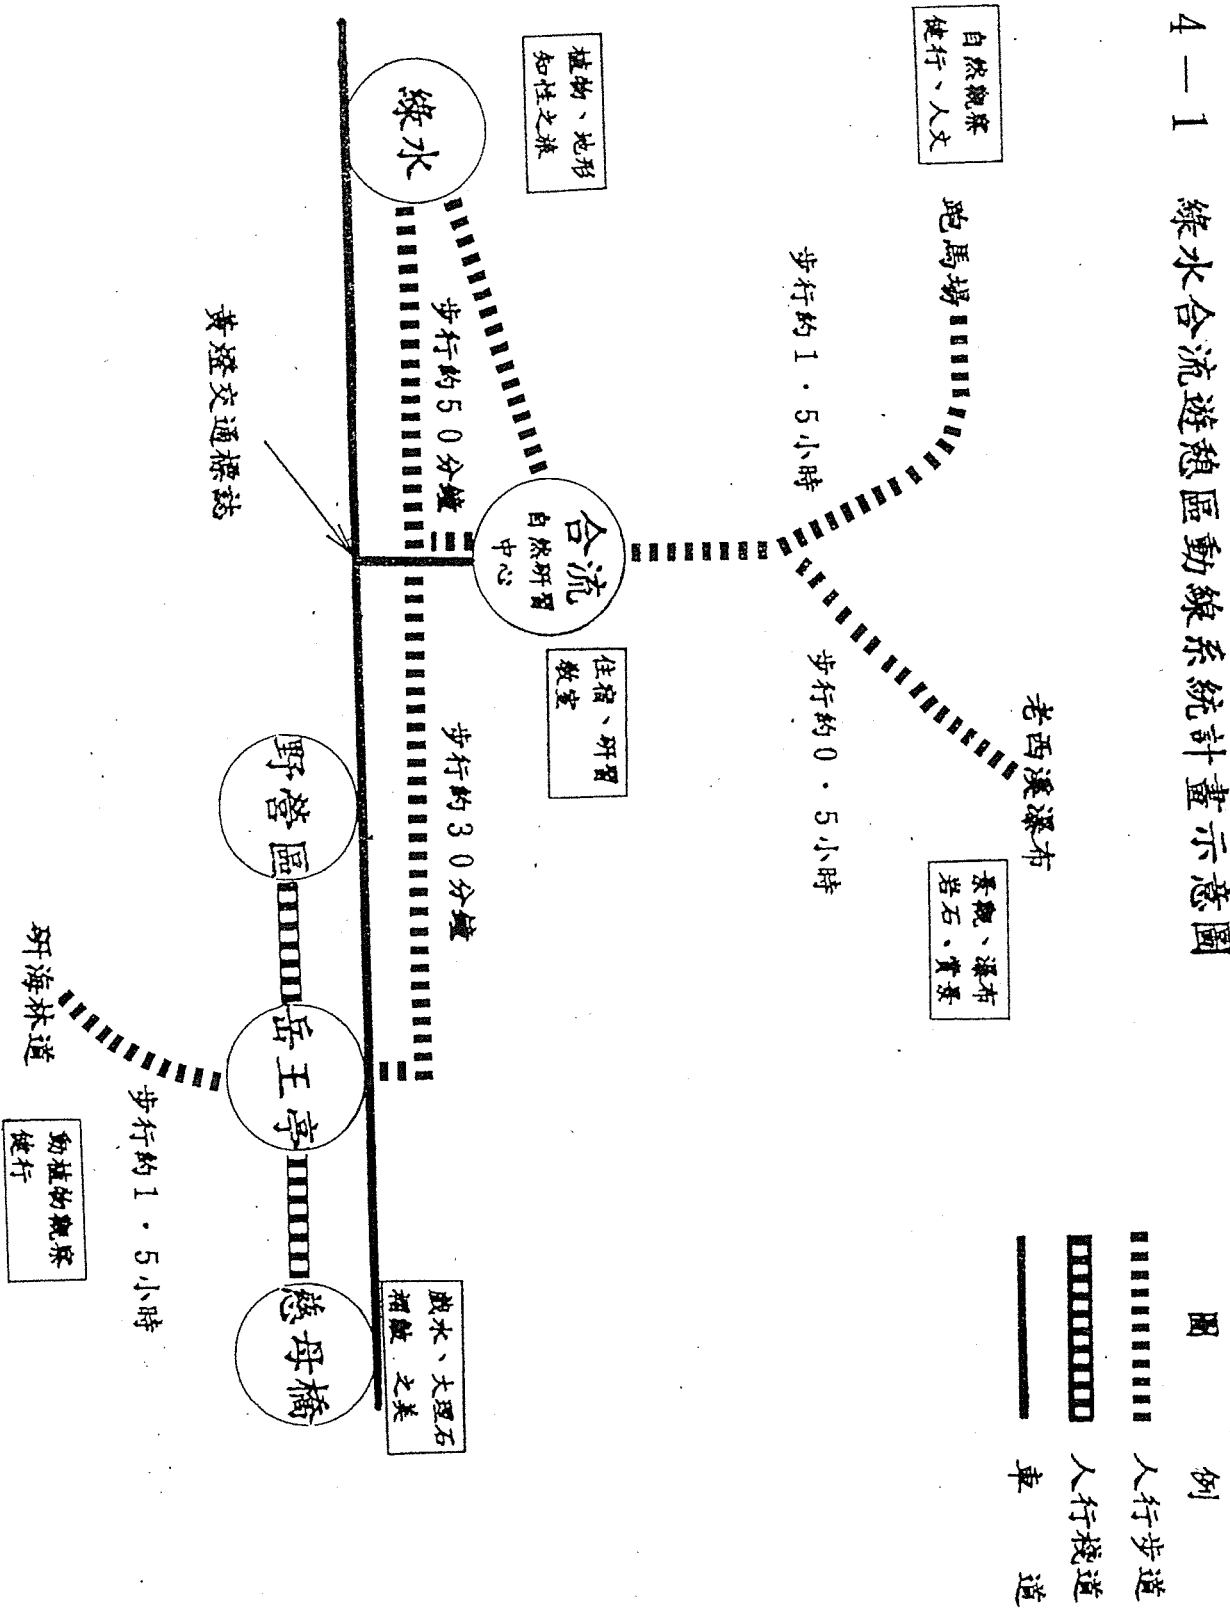 4－1　綠水合流遊憩區動線系統計畫示意圖
圖例
人行步道
人行棧道
車道
自然觀察
健行、人文
跑馬場
老西溪瀑布
景觀、瀑布
岩石、賞景
步行約1．5小時
步行約0．5小時
植物、地形
知性之旅
綠水
合流
自然研習
中心
住宿、研習
教室
步行約50分鐘
步行約30分鐘
黃燈交通標誌
野營區
岳王亭
慈母橋
戲水、大理石
褶皺 之美
研海林道
步行約1．5小時
動植物觀察
健行